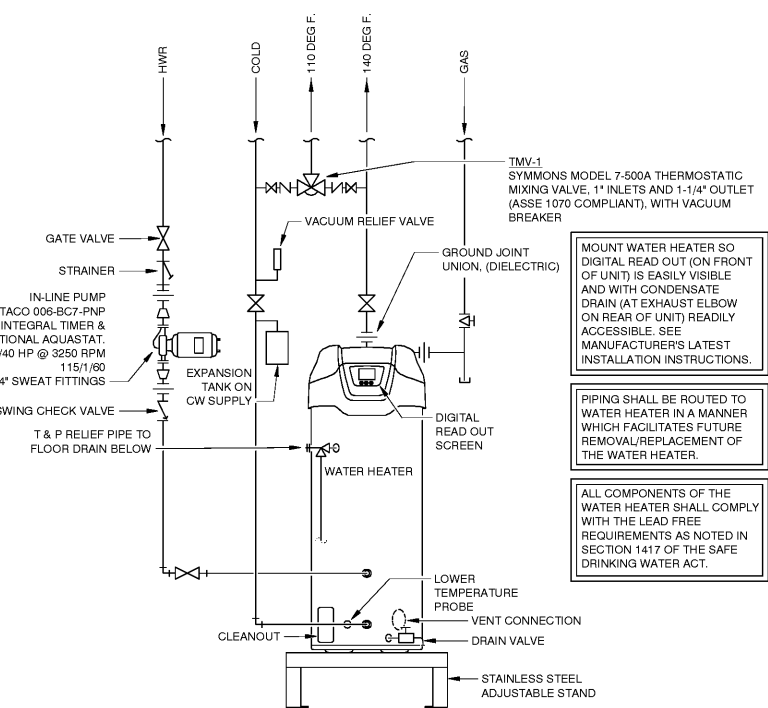 HWR
COLD
110 DEG F.
140 DEG F.
GAS
TMV-1
SYMMONS MODEL 7-500A THERMOSTATIC
MIXING VALVE, 1" INLETS AND 1-1/4" OUTLET
(ASSE 1070 COMPLIANT), WITH VACUUM
BREAKER
VACUUM RELIEF VALVE
GATE VALVE
STRAINER
GROUND JOINT
UNION, (DIELECTRIC)
IN-LINE PUMP
TACO 006-BC7-PNP
INTEGRAL TIMER &
TIONAL AQUASTAT.
/40 HP @ 3250 RPM
115/1/60
4" SWEAT FITTINGS
SWING CHECK VALVE
EXPANSION
TANK ON
CW SUPPLY
T & P RELIEF PIPE TO
FLOOR DRAIN BELOW
DIGITAL
READ OUT
SCREEN
WATER HEATER
LOWER
TEMPERATURE
PROBE
VENT CONNECTION
CLEANOUT
DRAIN VALVE
STAINLESS STEEL
ADJUSTABLE STAND
MOUNT WATER HEATER SO
DIGITAL READ OUT (ON FRONT
OF UNIT) IS EASILY VISIBLE
AND WITH CONDENSATE
DRAIN (AT EXHAUST ELBOW
ON REAR OF UNIT) READILY
ACCESSIBLE. SEE
MANUFACTURER'S LATEST
INSTALLATION INSTRUCTIONS.
PIPING SHALL BE ROUTED TO
WATER HEATER IN A MANNER
WHICH FACILITATES FUTURE
REMOVAL/REPLACEMENT OF
THE WATER HEATER.
ALL COMPONENTS OF THE
WATER HEATER SHALL COMPLY
WITH THE LEAD FREE
REQUIREMENTS AS NOTED IN
SECTION 1417 OF THE SAFE
DRINKING WATER ACT.